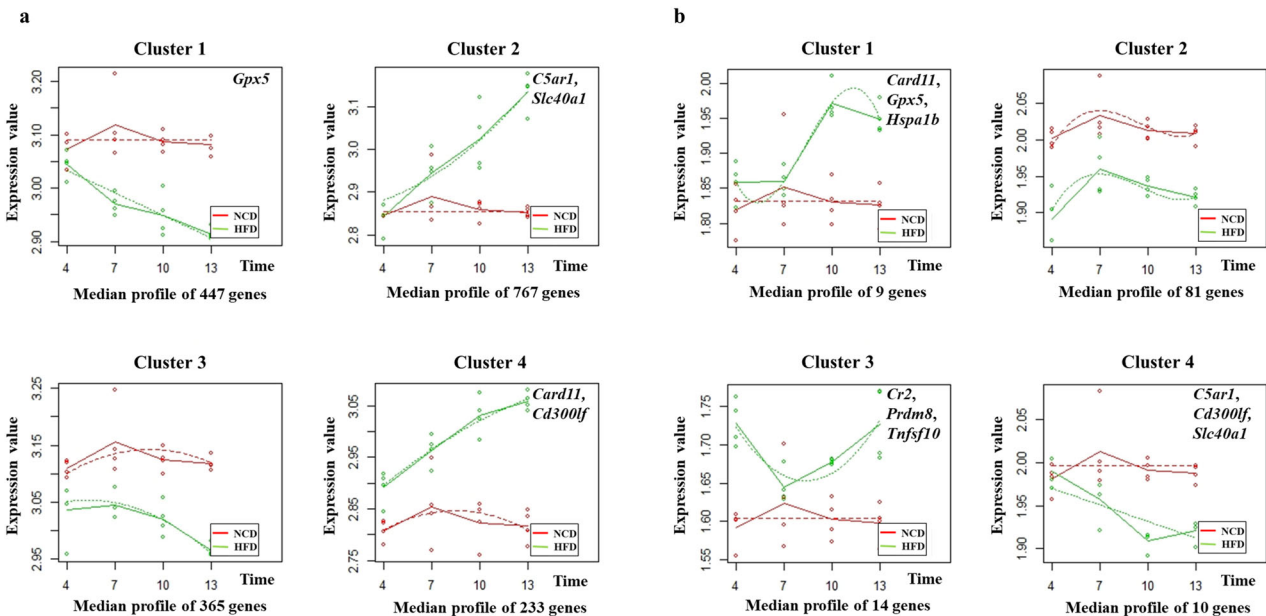 a
Cluster 1
Expression value
3.20
3.10
3.00
2.90
Gpx5
NCD
HFD
4 7 10 13 Time
Median profile of 447 genes
Cluster 2
Expression value
3.1
3.0
2.9
2.8
C5ar1,
Slc40a1
NCD
HFD
4 7 10 13 Time
Median profile of 767 genes
Cluster 3
Expression value
3.25
3.15
3.05
2.95
NCD
HFD
4 7 10 13 Time
Median profile of 365 genes
Cluster 4
Expression value
3.05
2.95
2.85
2.75
Card11,
Cd300lf
NCD
HFD
4 7 10 13 Time
Median profile of 233 genes
b
Cluster 1
Expression value
2.00
1.95
1.90
1.85
1.80
Card11,
Gpx5,
Hspa1b
NCD
HFD
4 7 10 13 Time
Median profile of 9 genes
Cluster 2
Expression value
2.05
2.00
1.95
1.90
NCD
HFD
4 7 10 13 Time
Median profile of 81 genes
Cluster 3
Expression value
1.75
1.70
1.65
1.60
1.55
Cr2,
Prdm8,
Tnfsf10
NCD
HFD
4 7 10 13 Time
Median profile of 14 genes
Cluster 4
Expression value
2.05
2.00
1.95
1.90
C5ar1,
Cd300lf,
Slc40a1
NCD
HFD
4 7 10 13 Time
Median profile of 10 genes